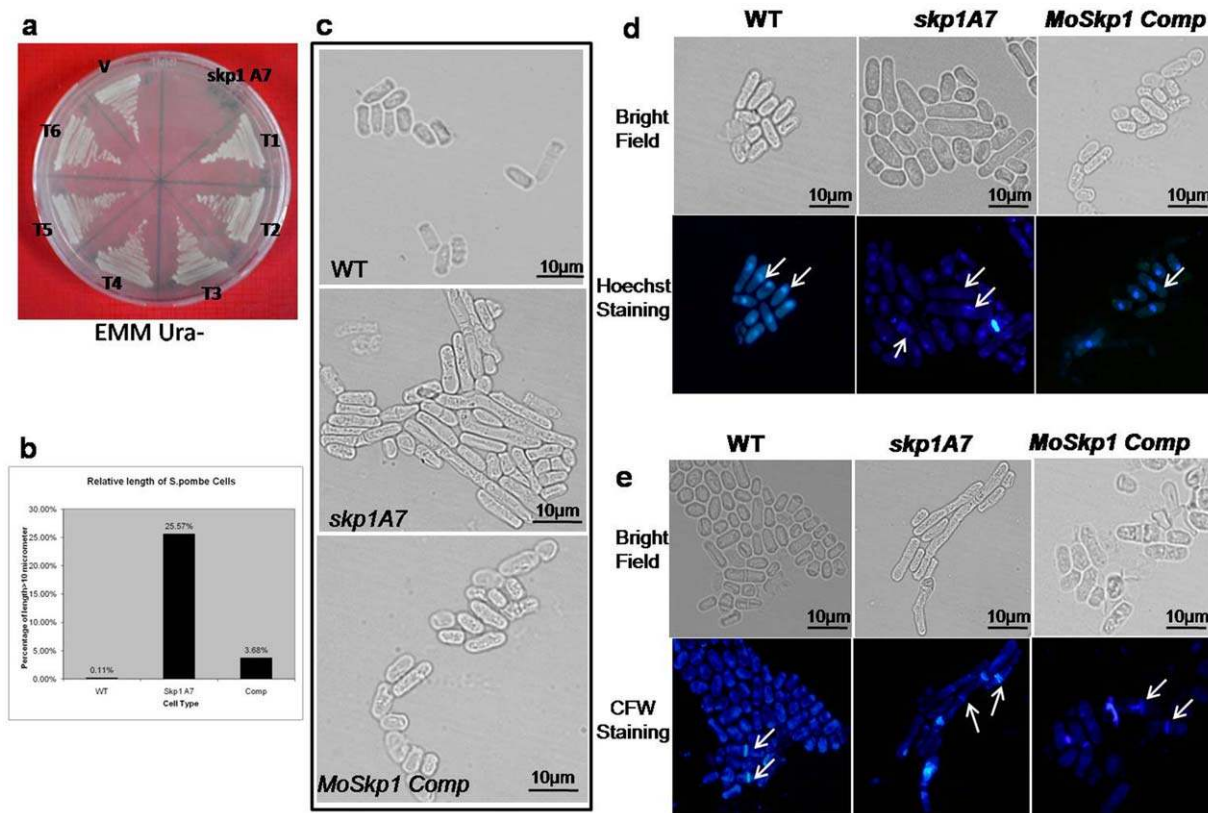 a
V
skp1 A7
T1
T2
T3
T4
T5
T6
EMM Ura-
b
Relative length of S.pombe Cells
Percentage of length>10 micrometer
30.00%
25.00%
20.00%
15.00%
10.00%
5.00%
0.00%
0.11%
25.57%
3.68%
WT
Skp1 A7
Comp
Cell Type
c
WT
10µm
skp1A7
10µm
MoSkp1 Comp
10µm
d
WT
skp1A7
MoSkp1 Comp
Bright
Field
10µm
10µm
10µm
Hoechst
Staining
e
WT
skp1A7
MoSkp1 Comp
Bright
Field
10µm
10µm
10µm
CFW
Staining